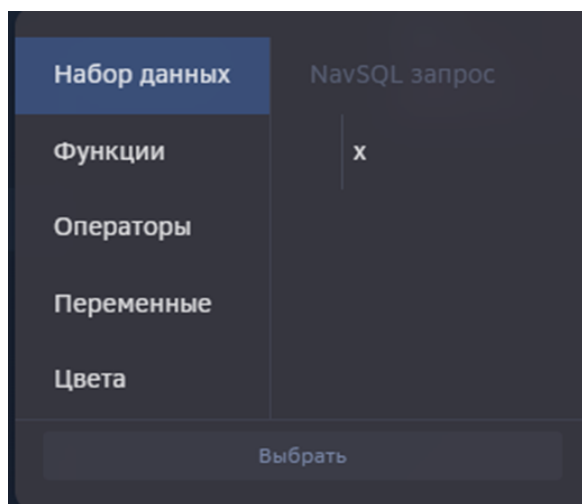 Набор данных
NavSQL запрос
Функции
x
Операторы
Переменные
Цвета
Выбрать